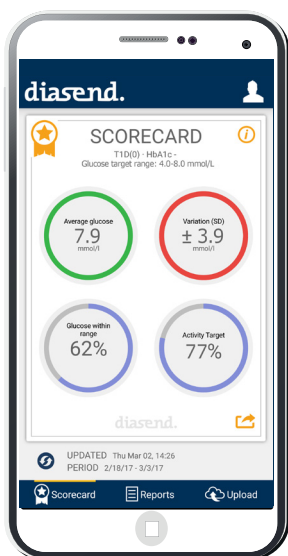 diasend.
SCORECARD
T1D(0) · HbA1c -
Glucose target range: 4.0-8.0 mmol/L
Average glucose
7.9
mmol/l
Variation (SD)
± 3.9
mmol/l
Glucose within
range
62%
Activity Target
77%
diasend.
UPDATED Thu Mar 02, 14:26
PERIOD 2/18/17 - 3/3/17
Scorecard
Reports
Upload